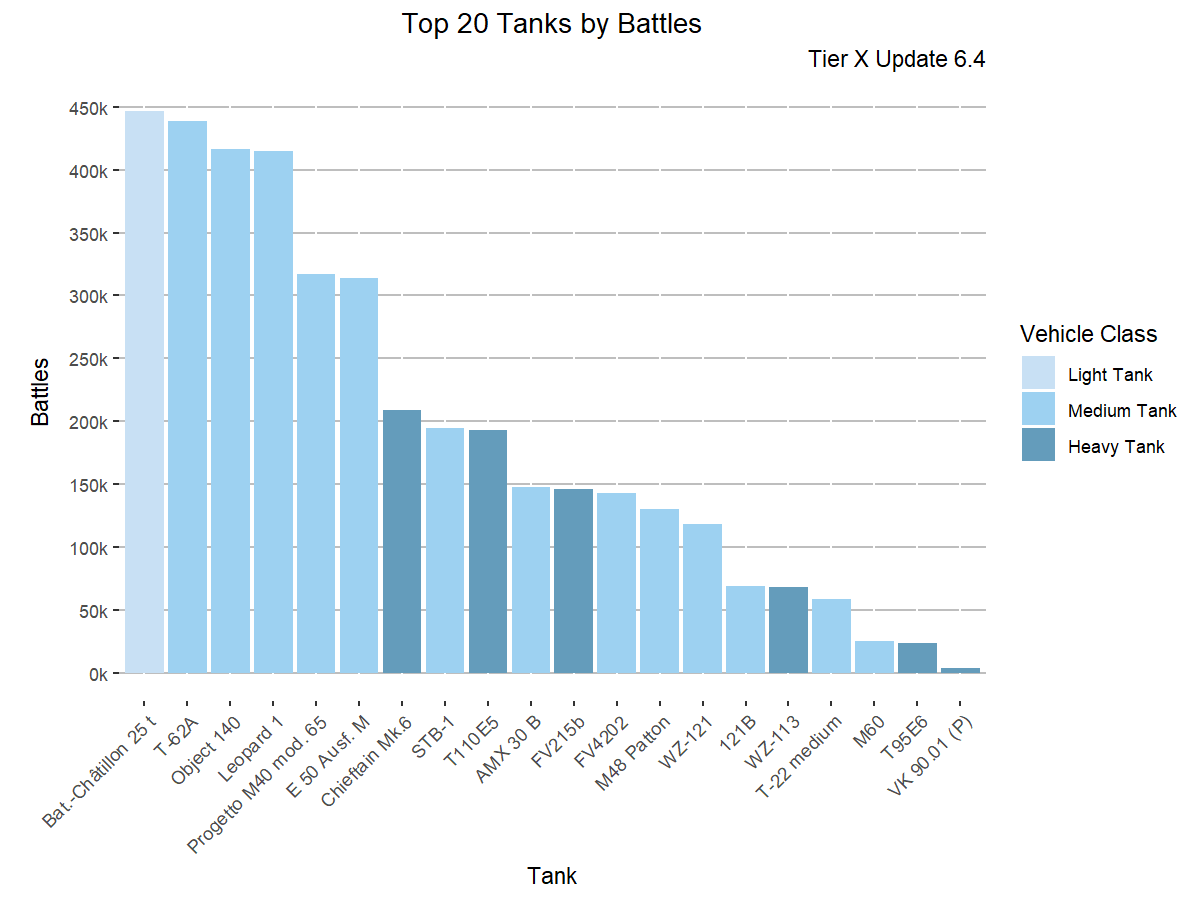 Top 20 Tanks by Battles
Tier X Update 6.4
450k
400k
350k
300k
250k
200k
150k
100k
50k
0k
Battles
Bat.-Châtillon 25 t
T-62A
Object 140
Leopard 1
Progetto M40 mod. 65
E 50 Ausf. M
Chieftain Mk.6
STB-1
T110E5
AMX 30 B
FV215b
FV4202
M48 Patton
WZ-121
121B
WZ-113
T-22 medium
M60
T95E6
VK 90.01 (P)
Tank
Vehicle Class
Light Tank
Medium Tank
Heavy Tank